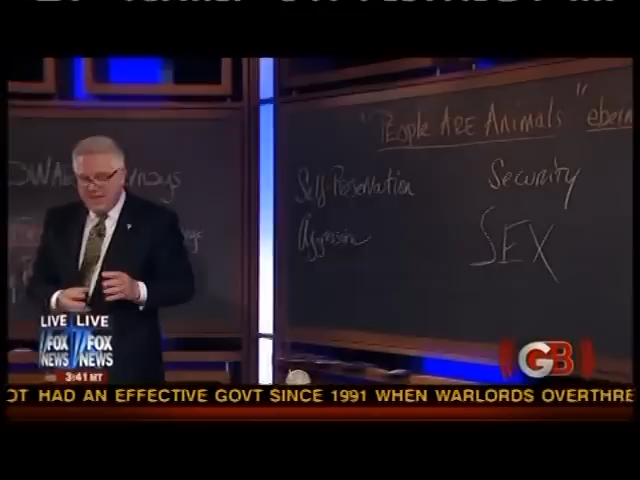 "PEople ARE Animals"
Self-Preservation Security
Aggression SEX
LIVE LIVE
FOX NEWS FOX NEWS
3:41 MT
GB
OT HAD AN EFFECTIVE GOVT SINCE 1991 WHEN WARLORDS OVERTHRE